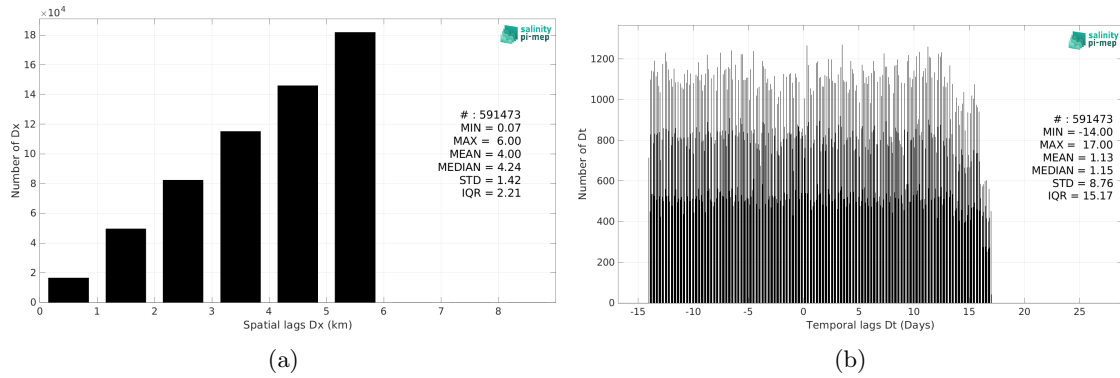 ×10⁴
18
16
14
12
10
8
6
4
2
0
Number of Dx
0 1 2 3 4 5 6 7 8
Spatial lags Dx (km)
salinity
pi-mep
# : 591473
MIN = 0.07
MAX = 6.00
MEAN = 4.00
MEDIAN = 4.24
STD = 1.42
IQR = 2.21
(a)
1200
1000
800
600
400
200
0
Number of Dt
-15 -10 -5 0 5 10 15 20 25
Temporal lags Dt (Days)
salinity
pi-mep
# : 591473
MIN = -14.00
MAX = 17.00
MEAN = 1.13
MEDIAN = 1.15
STD = 8.76
IQR = 15.17
(b)